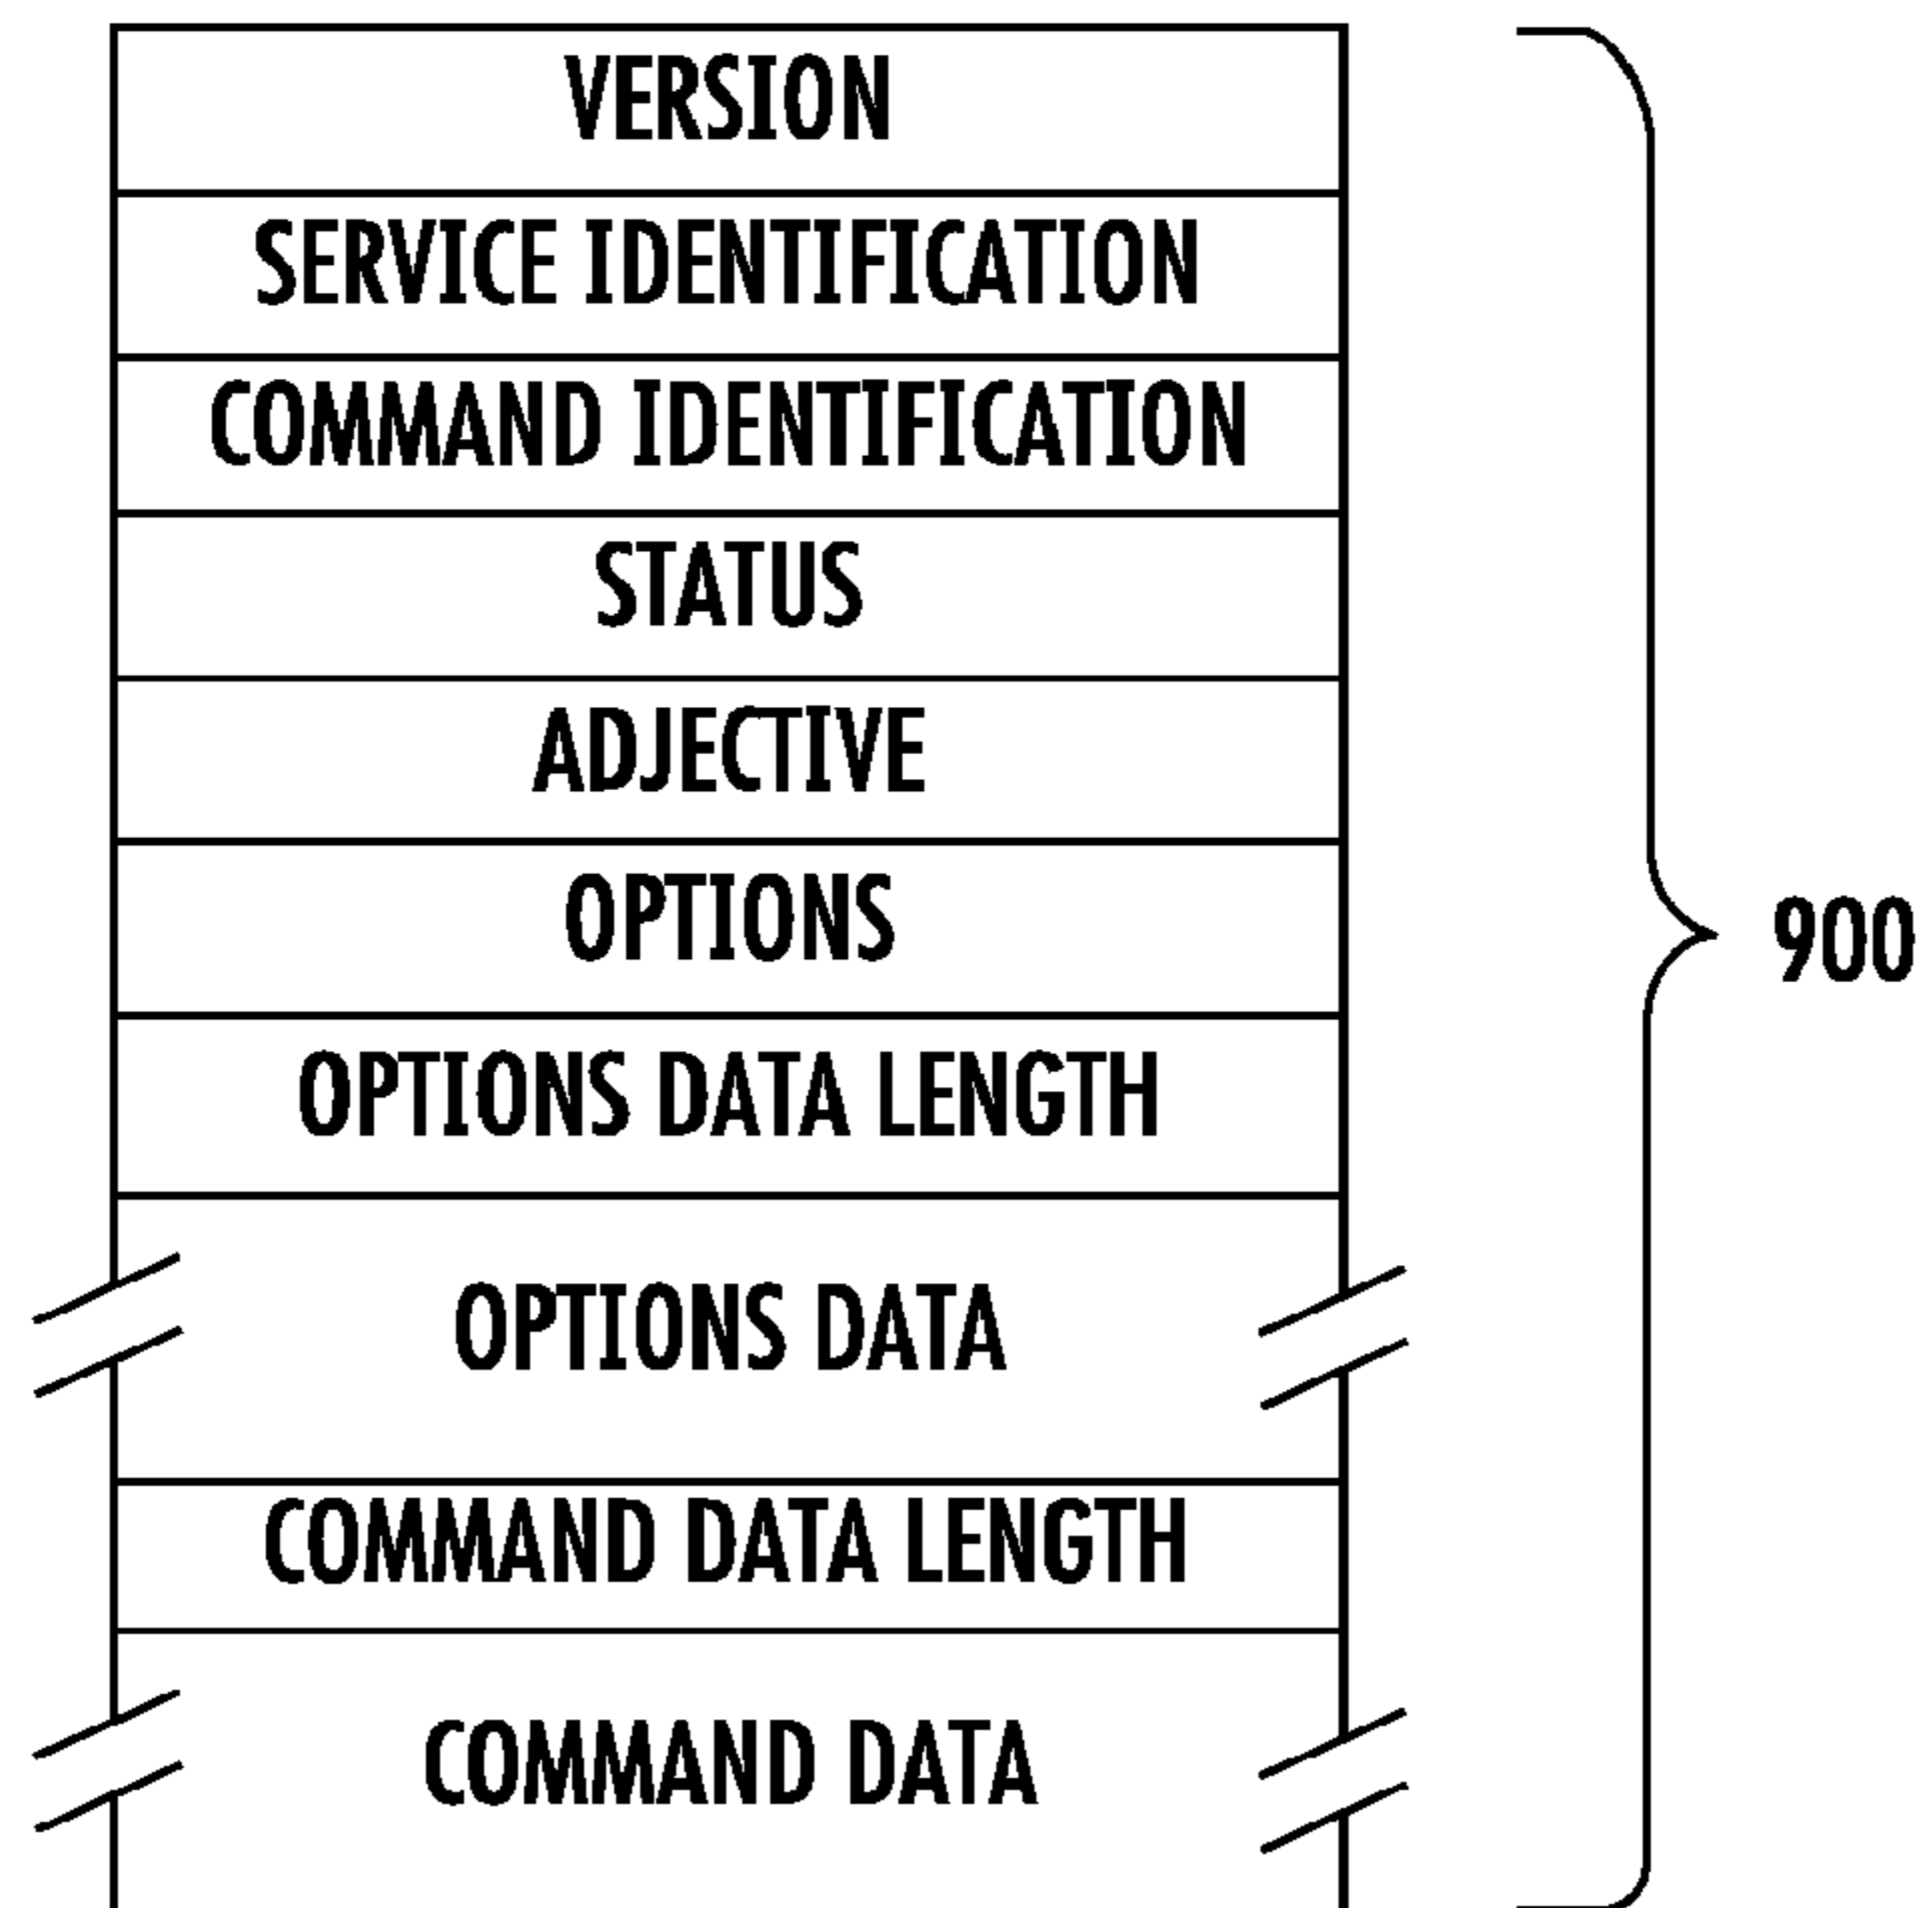 VERSION
SERVICE IDENTIFICATION
COMMAND IDENTIFICATION
STATUS
ADJECTIVE
OPTIONS
900
OPTIONS DATA LENGTH
OPTIONS DATA
COMMAND DATA LENGTH
COMMAND DATA